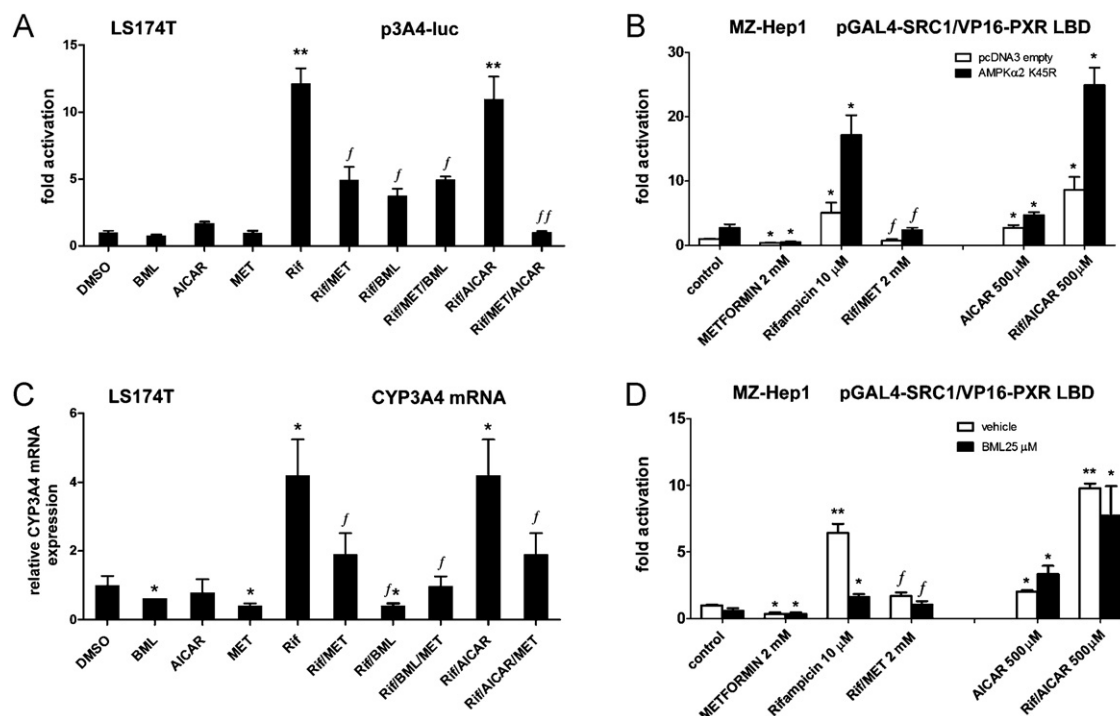 A
LS174T
p3A4-luc
fold activation
15
10
5
0
**
f
f
f
**
ff
DMSO
BML
AICAR
MET
Rif
Rif/MET
Rif/BML
Rif/MET/BML
Rif/AICAR
Rif/MET/AICAR
B
MZ-Hep1
pGAL4-SRC1/VP16-PXR LBD
pcDNA3 empty
AMPKα2 K45R
fold activation
30
20
10
0
* *
*
*
f
f
* *
*
*
control
METFORMIN 2 mM
Rifampicin 10 µM
Rif/MET 2 mM
AICAR 500 µM
Rif/AICAR 500µM
C
LS174T
CYP3A4 mRNA
relative CYP3A4 mRNA
expression
6
4
2
0
*
*
*
f
f*
f
*
f
DMSO
BML
AICAR
MET
Rif
Rif/MET
Rif/BML
Rif/BML/MET
Rif/AICAR
Rif/AICAR/MET
D
MZ-Hep1
pGAL4-SRC1/VP16-PXR LBD
vehicle
BML25 µM
fold activation
15
10
5
0
* *
**
*
f
f
*
*
**
*
control
METFORMIN 2 mM
Rifampicin 10 µM
Rif/MET 2 mM
AICAR 500µM
Rif/AICAR 500µM